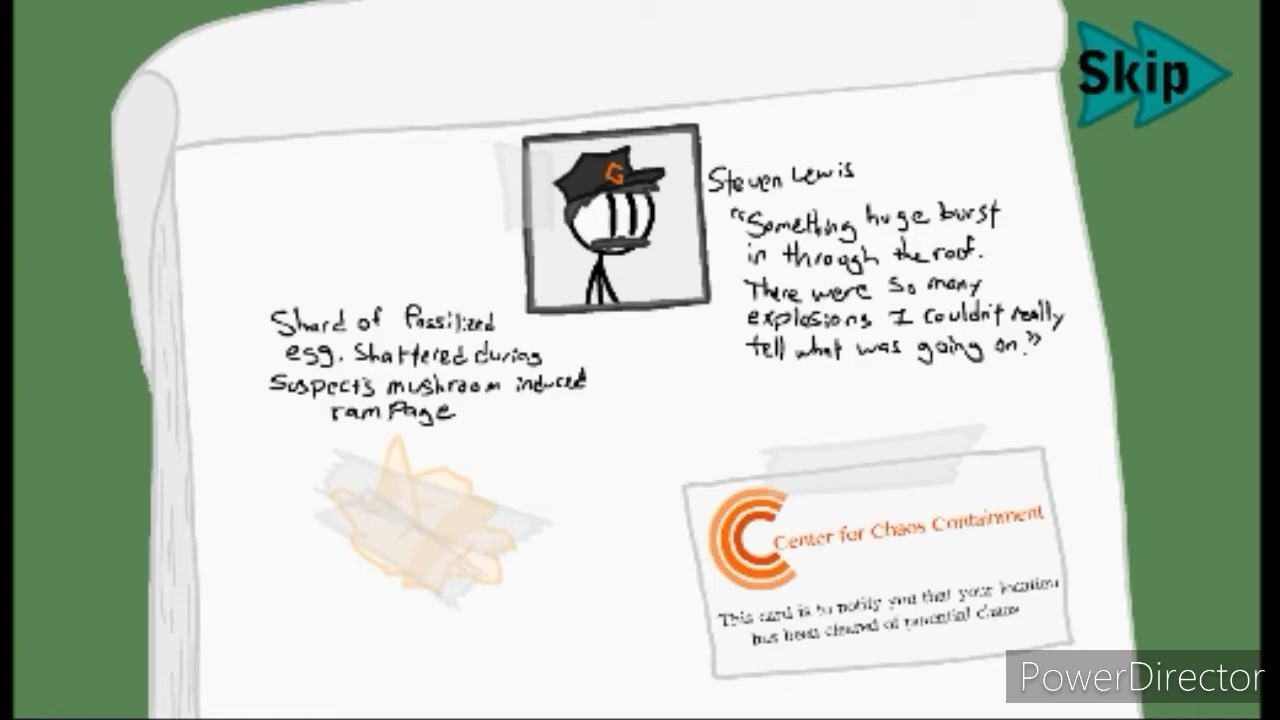 Skip
Steven Lewis
"Something huge burst
in through the roof.
There were so many
explosions I couldn't really
tell what was going on."
Shard of Fossilized
egg. Shattered during
Suspect's mushroom induced
rampage
G
Center for Chaos Containment
This card is to notify you that your location
has been cleared of potential chaos
PowerDirector